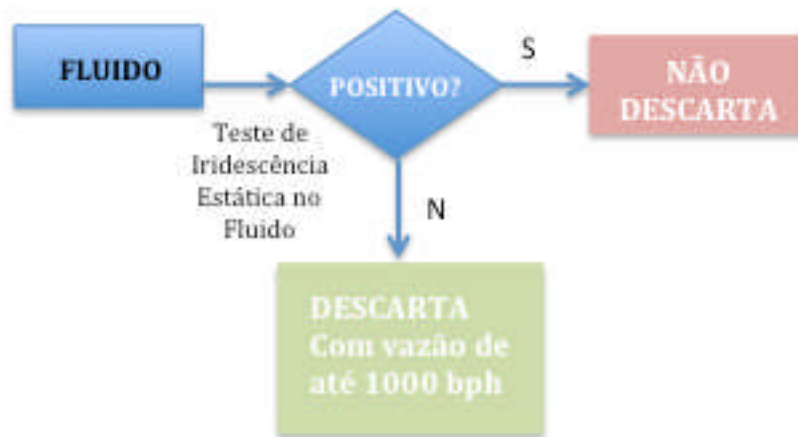 FLUIDO
Teste de
Iridescência
Estática no
Fluido
POSITIVO?
S
NÃO
DESCARTA
N
DESCARTA
Com vazão de
até 1000 bph